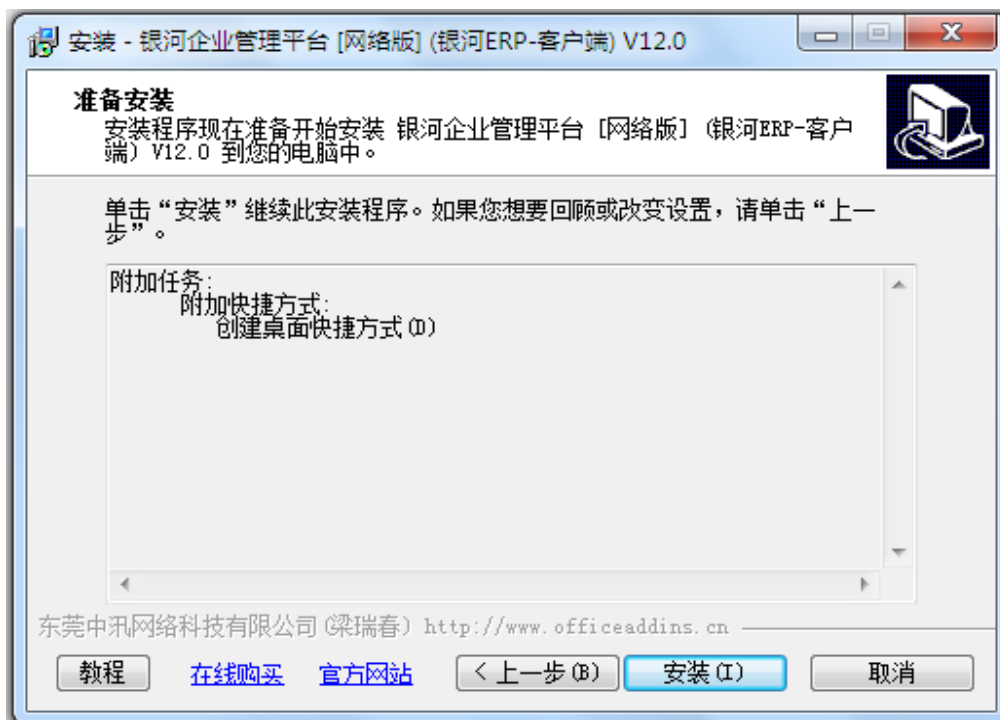 安装 - 银河企业管理平台 [网络版] (银河ERP-客户端) V12.0
准备安装
安装程序现在准备开始安装 银河企业管理平台 [网络版] (银河ERP-客户
端) V12.0 到您的电脑中。
单击“安装”继续此安装程序。如果您想要回顾或改变设置，请单击“上一
步”。
附加任务:
附加快捷方式:
创建桌面快捷方式(D)
东莞中汛网络科技有限公司(梁瑞春) http://www.officeaddins.cn
教程 在线购买 官方网站 < 上一步(B) 安装(I) 取消